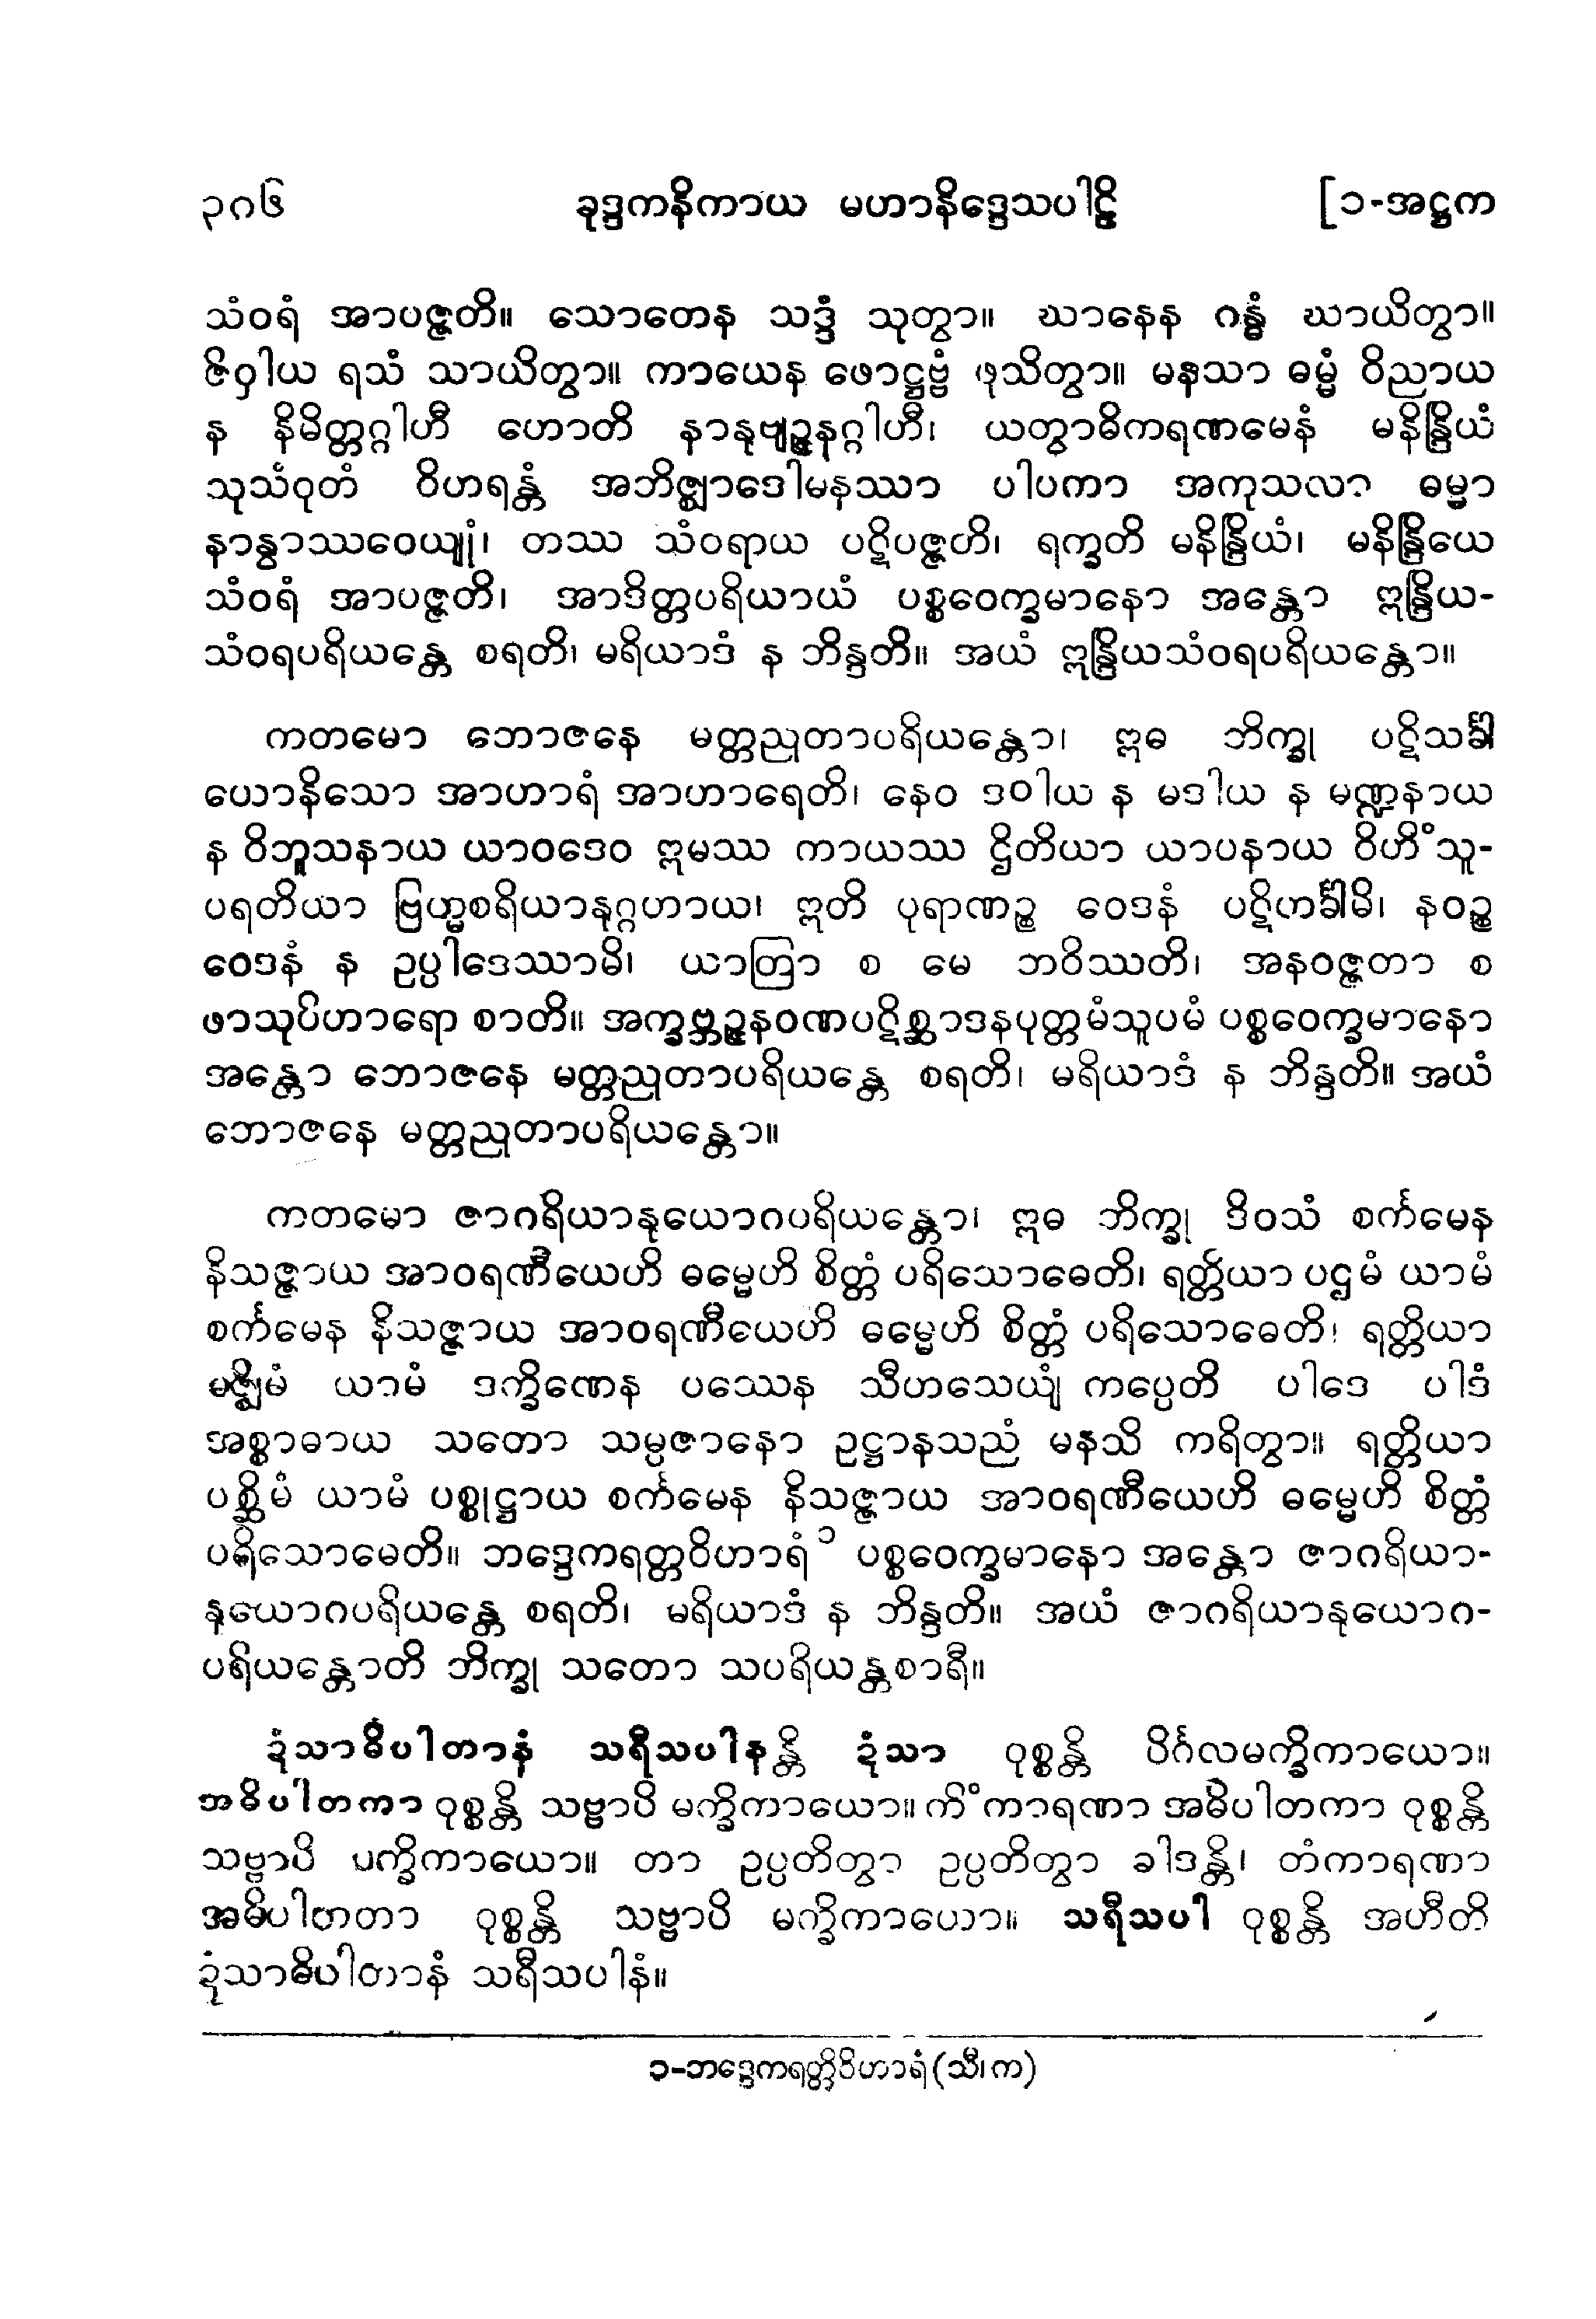 ၃၈၆ ခုဒ္ဒကနိကာယ မဟာနိဒ္ဒေသပါဠိ [၁-အဋ္ဌက
သံဝရံ အာပဇ္ဇတိ။ သောတေန သဒ္ဒံ သုတွာ။ ဃာနေန ဂန္ဓံ ဃာယိတွာ။
ဇိဝှါယ ရသံ သာယိတွာ။ ကာယေန ဖောဋ္ဌဗ္ဗံ ဖုသိတွာ။ မနသာ ဓမ္မံ ဝိညာယ
န နိမိတ္တဂ္ဂါဟီ ဟောတိ နာနုဗျဉ္ဇနဂ္ဂါဟီ၊ ယတွာဓိကရဏမေနံ မနိန္ဒြိယံ
သုသံဝုတံ ဝိဟရန္တံ အဘိဇ္ဈာဒေါမနဿာ ပါပကာ အကုသလာ ဓမ္မာ
နာန္ဝာဿဝေယျုံ၊ တဿ သံဝရာယ ပဋိပဇ္ဇတိ၊ ရက္ခတိ မနိန္ဒြိယံ၊ မနိန္ဒြိယေ
သံဝရံ အာပဇ္ဇတိ၊ အာဒိတ္တပရိယာယံ ပစ္စဝေက္ခမာနော အန္တော ဣန္ဒြိယ-
သံဝရပရိယန္တေ စရတိ၊ မရိယာဒံ န ဘိန္ဒတိ။ အယံ ဣန္ဒြိယသံဝရပရိယန္တော။
ကတမော ဘောဇနေ မတ္တညုတာပရိယန္တော၊ ဣဓ ဘိက္ခု ပဋိသင်္ခါ
ယောနိသော အာဟာရံ အာဟာရေတိ၊ နေဝ ဒဝါယ န မဒါယ န မဏ္ဍနာယ
န ဝိဘူသနာယ ယာဝဒေဝ ဣမဿ ကာယဿ ဌိတိယာ ယာပနာယ ဝိဟိံသူ-
ပရတိယာ ဗြဟ္မစရိယာနုဂ္ဂဟာယ၊ ဣတိ ပုရာဏဉ္စ ဝေဒနံ ပဋိဟင်္ခါမိ၊ နဝဉ္စ
ဝေဒနံ န ဥပ္ပါဒေဿာမိ၊ ယာတြာ စ မေ ဘဝိဿတိ၊ အနဝဇ္ဇတာ စ
ဖာသုဝိဟာရော စာတိ။ အက္ခဗ္ဘဉ္ဇနဝဏပဋိစ္ဆာဒနပုတ္တမံသူပမံ ပစ္စဝေက္ခမာနော
အန္တော ဘောဇနေ မတ္တညုတာပရိယန္တေ စရတိ၊ မရိယာဒံ န ဘိန္ဒတိ။ အယံ
ဘောဇနေ မတ္တညုတာပရိယန္တော။
ကတမော ဇာဂရိယာနုယောဂပရိယန္တော၊ ဣဓ ဘိက္ခု ဒိဝသံ စင်္ကမေန
နိသဇ္ဇာယ အာဝရဏီယေဟိ ဓမ္မေဟိ စိတ္တံ ပရိသောဓေတိ၊ ရတ္တိယာ ပဌမံ ယာမံ
စင်္ကမေန နိသဇ္ဇာယ အာဝရဏီယေဟိ ဓမ္မေဟိ စိတ္တံ ပရိသောဓေတိ၊ ရတ္တိယာ
မဇ္ဈိမံ ယာမံ ဒက္ခိဏေန ပဿေန သီဟသေယျံ ကပ္ပေတိ ပါဒေ ပါဒံ
အစ္စာဓာယ သတော သမ္ပဇာနော ဥဋ္ဌာနသညံ မနသိ ကရိတွာ။ ရတ္တိယာ
ပစ္ဆိမံ ယာမံ ပစ္စုဋ္ဌာယ စင်္ကမေန နိသဇ္ဇာယ အာဝရဏီယေဟိ ဓမ္မေဟိ စိတ္တံ
ပရိသောဓေတိ။ ဘဒ္ဒေကရတ္တဝိဟာရံ ၁ ပစ္စဝေက္ခမာနော အန္တော ဇာဂရိယာ-
နုယောဂပရိယန္တေ စရတိ၊ မရိယာဒံ န ဘိန္ဒတိ။ အယံ ဇာဂရိယာနုယောဂ-
ပရိယန္တောတိ ဘိက္ခု သတော သပရိယန္တစာရီ။
ဍံသာဓိပါတာနံ သရီသပါနန္တိ ဍံသာ ဝုစ္စန္တိ ပိင်္ဂလမက္ခိကာယော။
အဓိပါတကာ ဝုစ္စန္တိ သဗ္ဗာပိ မက္ခိကာယော။ ကိံကာရဏာ အဓိပါတကာ ဝုစ္စန္တိ
သဗ္ဗာပိ မက္ခိကာယော။ တာ ဥပ္ပတိတွာ ဥပ္ပတိတွာ ခါဒန္တိ၊ တံကာရဏာ
အဓိပါတကာ ဝုစ္စန္တိ သဗ္ဗာပိ မက္ခိကာယော။ သရီသပါ ဝုစ္စန္တိ အဟီတိ
ဍံသာဓိပါတာနံ သရီသပါနံ။
၁-ဘဒ္ဒေကရတ္တိဝိဟာရံ(သီ၊က)